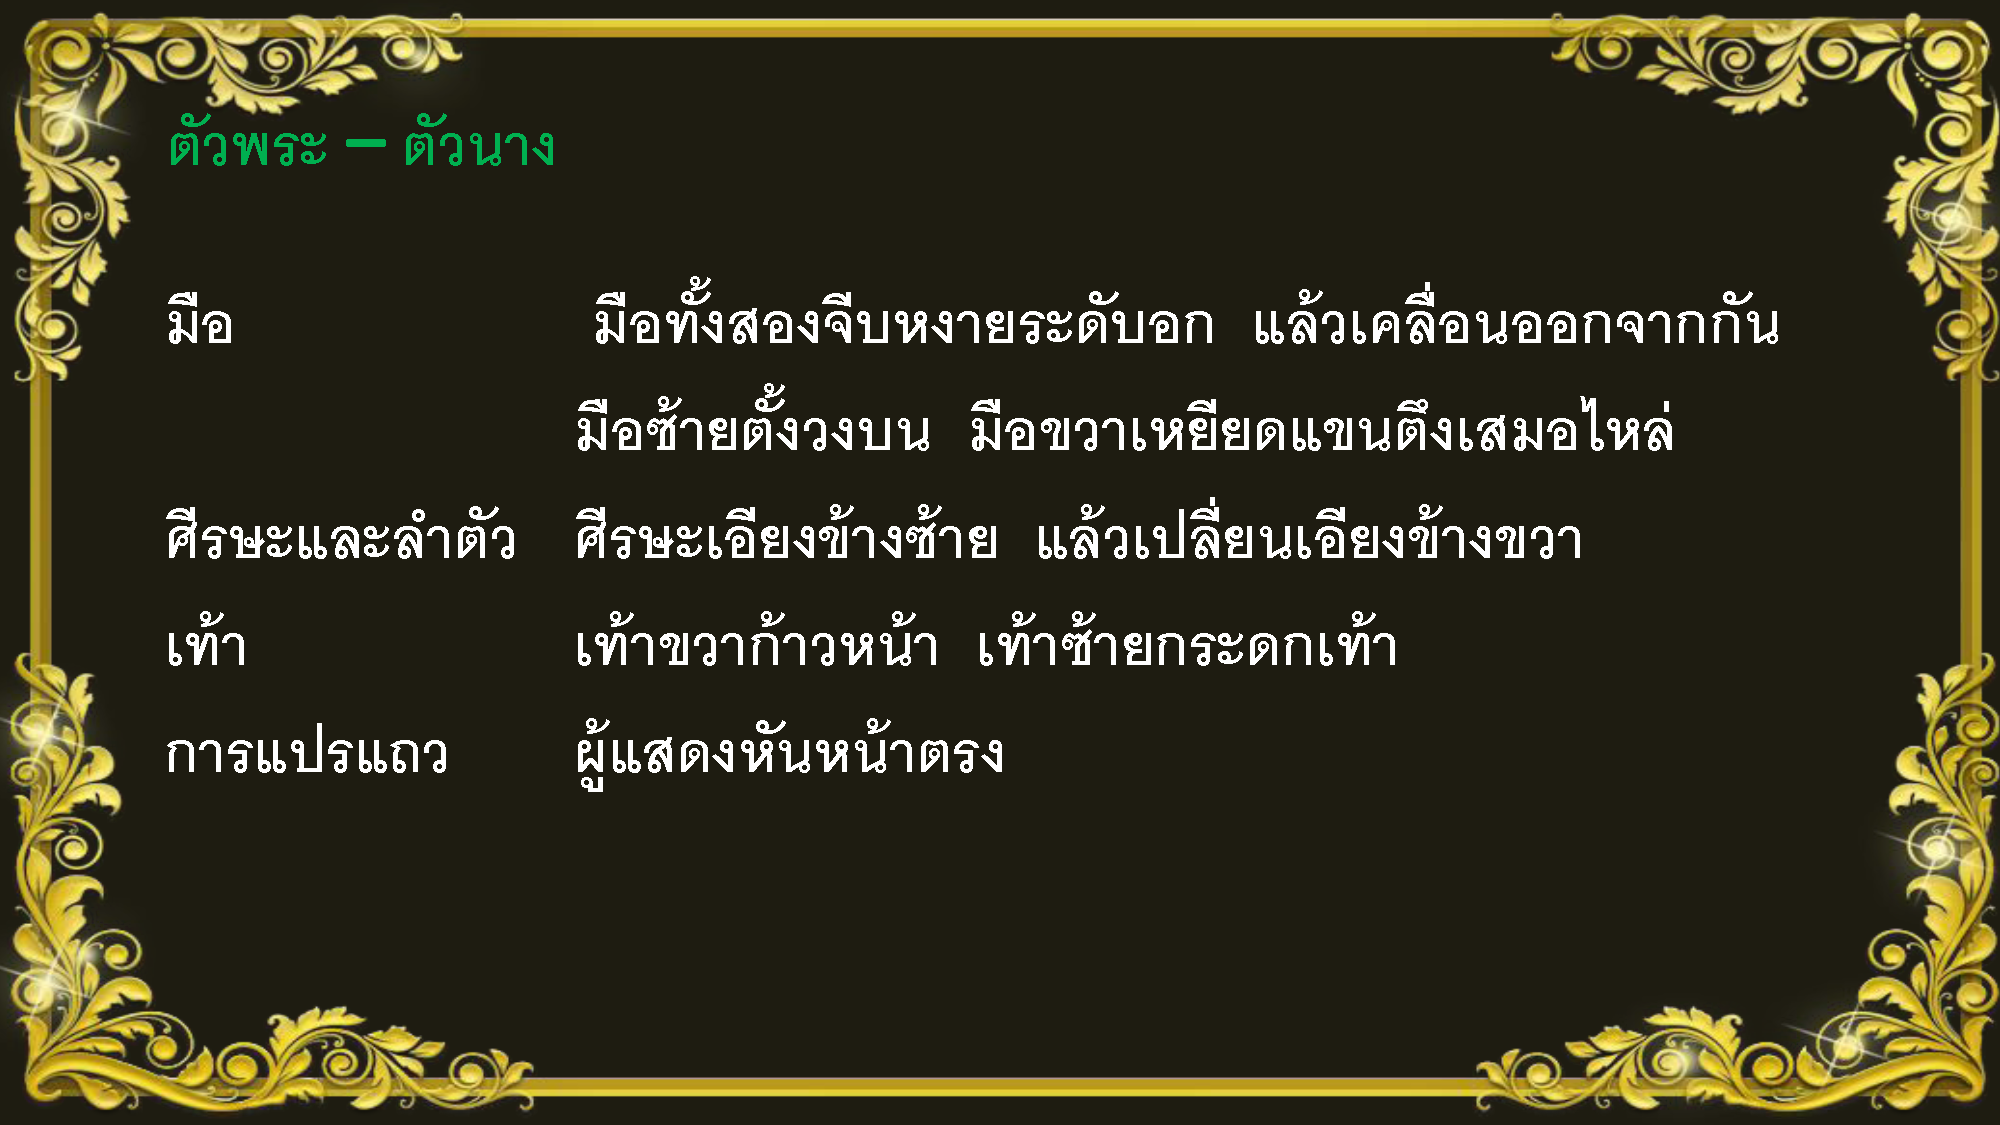 ตัวพระ – ตัวนาง
มือ มือทั้งสองจีบหงายระดับอก แล้วเคลื่อนออกจากกัน
มือซ้ายตั้งวงบน มือขวาเหยียดแขนตึงเสมอไหล่
ศีรษะและลำตัว ศีรษะเอียงข้างซ้าย แล้วเปลี่ยนเอียงข้างขวา
เท้า เท้าขวาก้าวหน้า เท้าซ้ายกระดกเท้า
การแปรแถว ผู้แสดงหันหน้าตรง